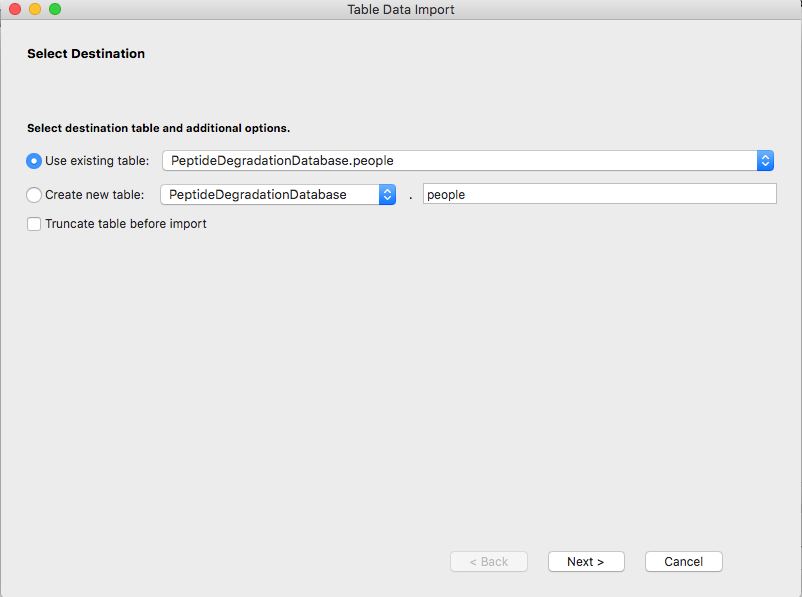 Table Data Import
Select Destination
Select destination table and additional options.
Use existing table: PeptideDegradationDatabase.people
Create new table: PeptideDegradationDatabase . people
Truncate table before import
< Back Next > Cancel